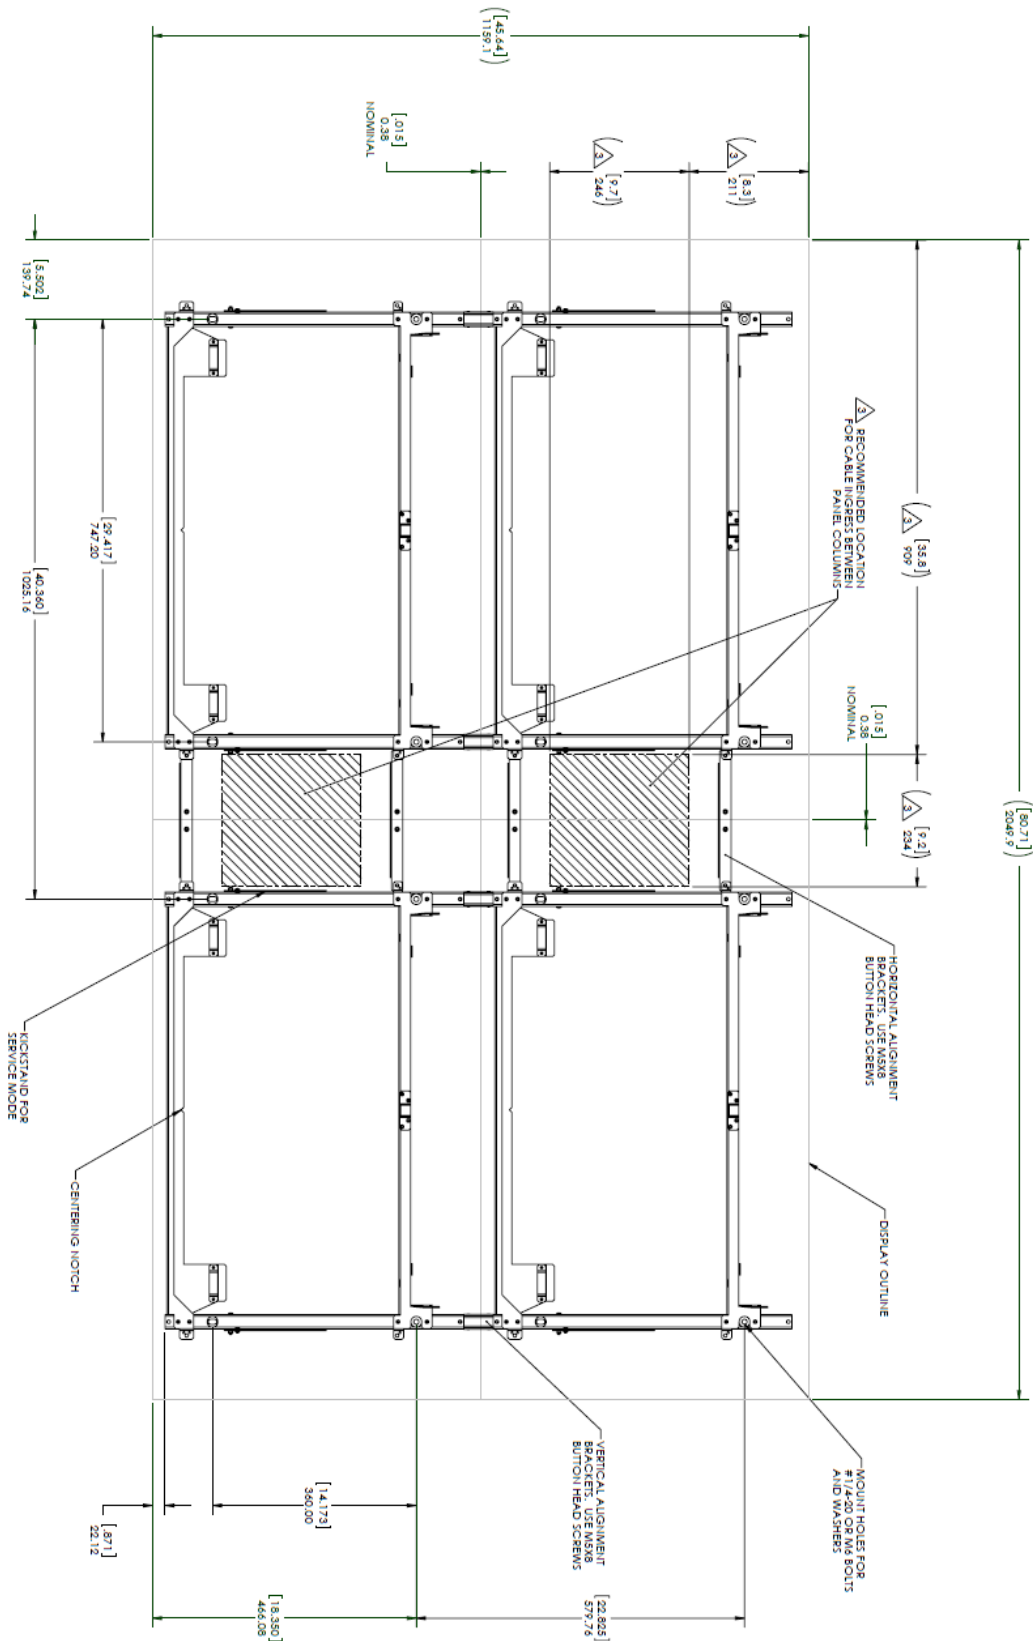 ([80.71]
2049.9)
([35.8]
3 909)
([9.2]
3 234)
[.015]
0.38
NOMINAL
([45.64]
1159.1)
([8.3]
3 211)
([9.7]
3 246)
[.015]
0.38
NOMINAL
3 RECOMMENDED LOCATION
FOR CABLE INGRESS BETWEEN
PANEL COLUMNS
HORIZONTAL ALIGNMENT
BRACKETS. USE M5X8
BUTTON HEAD SCREWS
DISPLAY OUTLINE
MOUNT HOLES FOR
#1/4-20 OR M6 BOLTS
AND WASHERS
[22.825]
579.76
VERTICAL ALIGNMENT
BRACKETS. USE M5X8
BUTTON HEAD SCREWS
[14.173]
360.00
[18.350]
466.08
[.871]
22.12
[5.502]
139.74
[29.417]
747.20
[40.360]
1025.16
KICKSTAND FOR
SERVICE MODE
CENTERING NOTCH